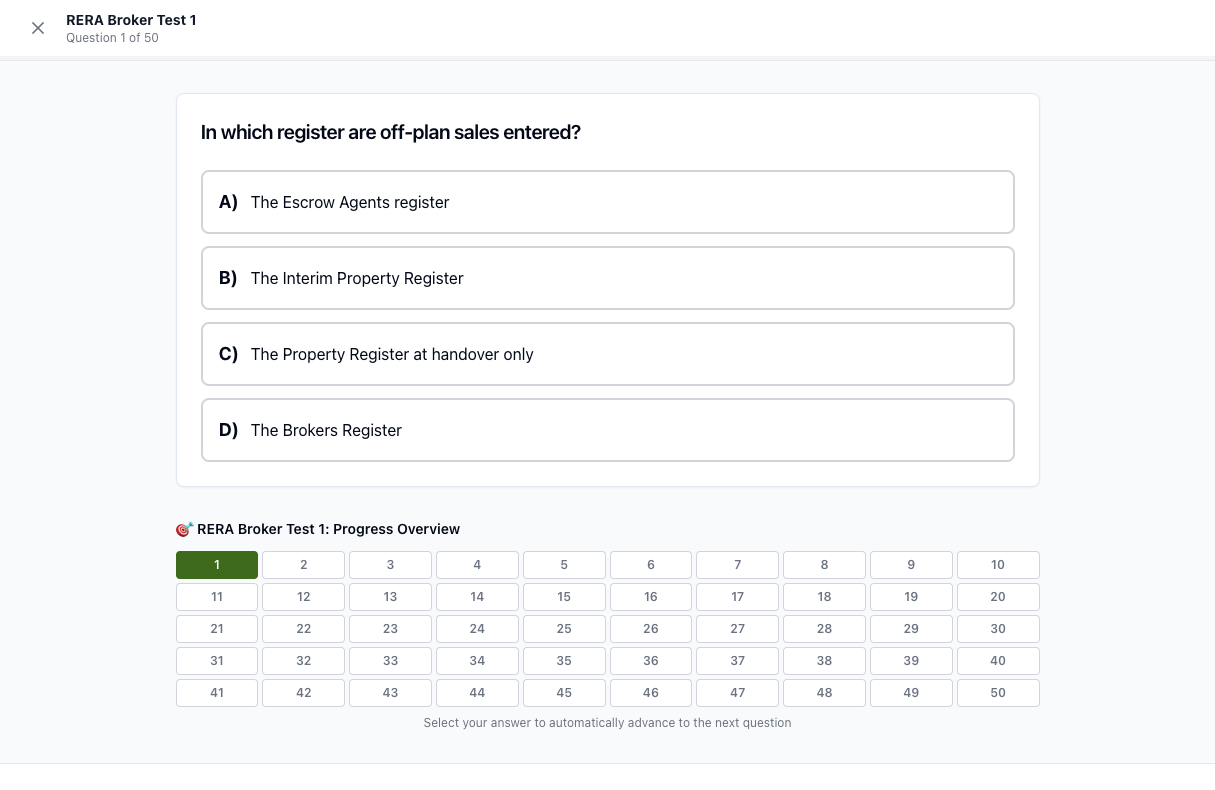 RERA Broker Test 1
Question 1 of 50
In which register are off-plan sales entered?
A) The Escrow Agents register
B) The Interim Property Register
C) The Property Register at handover only
D) The Brokers Register
🎯 RERA Broker Test 1: Progress Overview
1 2 3 4 5 6 7 8 9 10
11 12 13 14 15 16 17 18 19 20
21 22 23 24 25 26 27 28 29 30
31 32 33 34 35 36 37 38 39 40
41 42 43 44 45 46 47 48 49 50
Select your answer to automatically advance to the next question